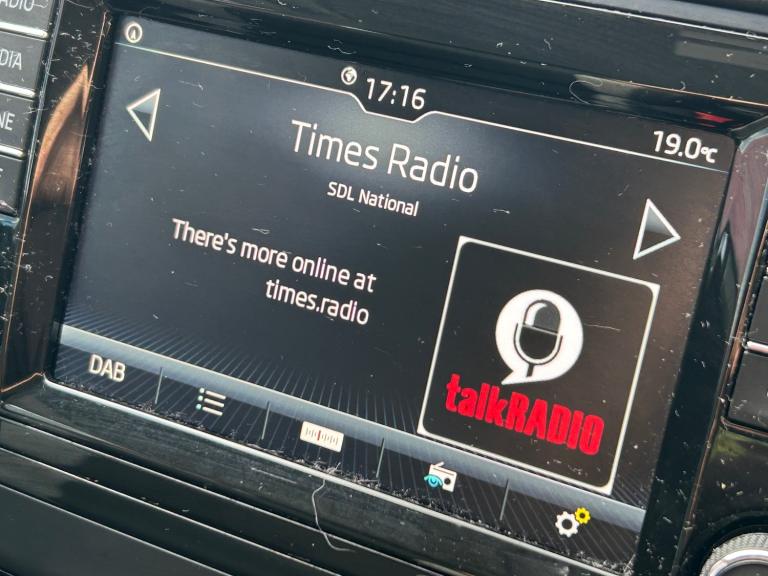 17:16
19.0°C
Times Radio
SDL National
There's more online at
times.radio
talkRADIO
DAB